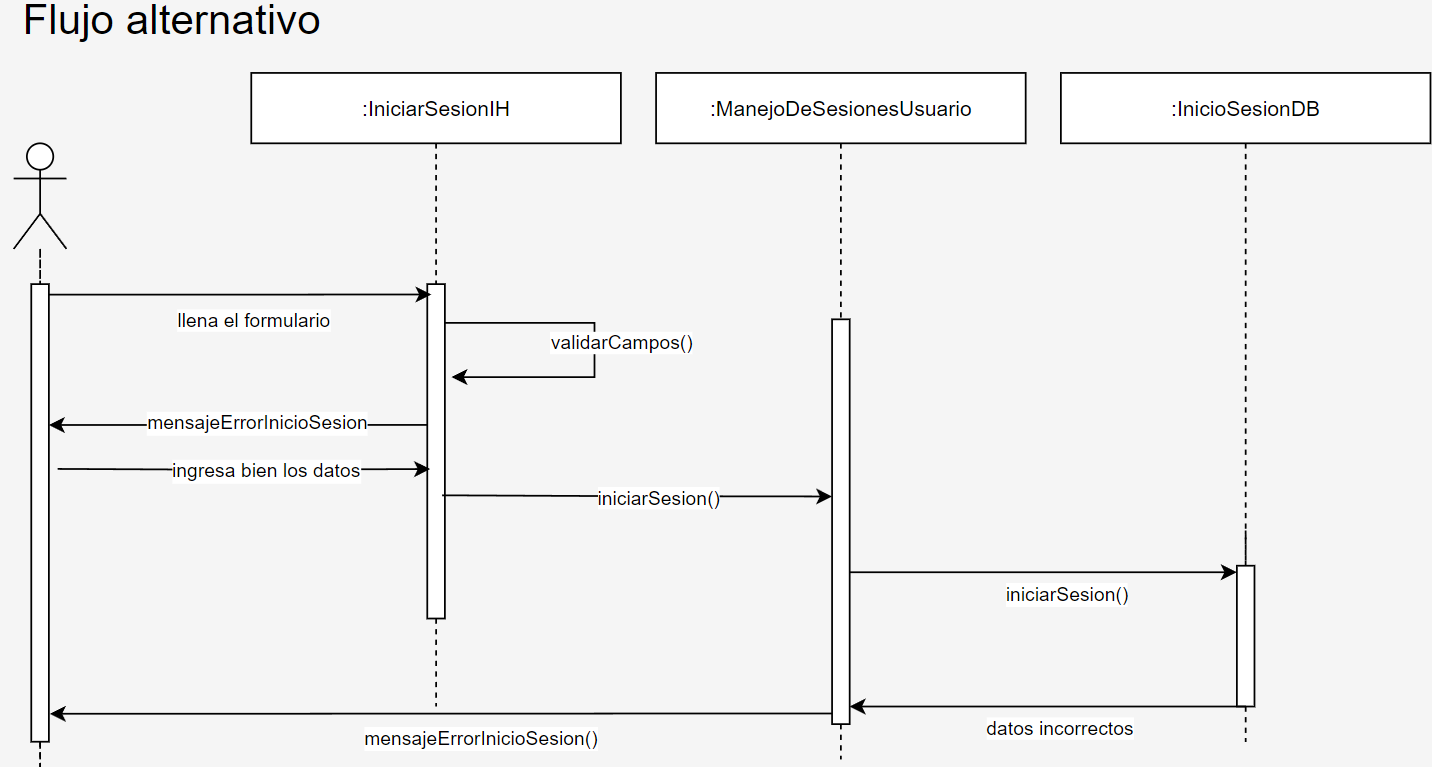 Flujo alternativo
:IniciarSesionIH
:ManejoDeSesionesUsuario
:InicioSesionDB
llena el formulario
validarCampos()
mensajeErrorInicioSesion
ingresa bien los datos
iniciarSesion()
iniciarSesion()
datos incorrectos
mensajeErrorInicioSesion()